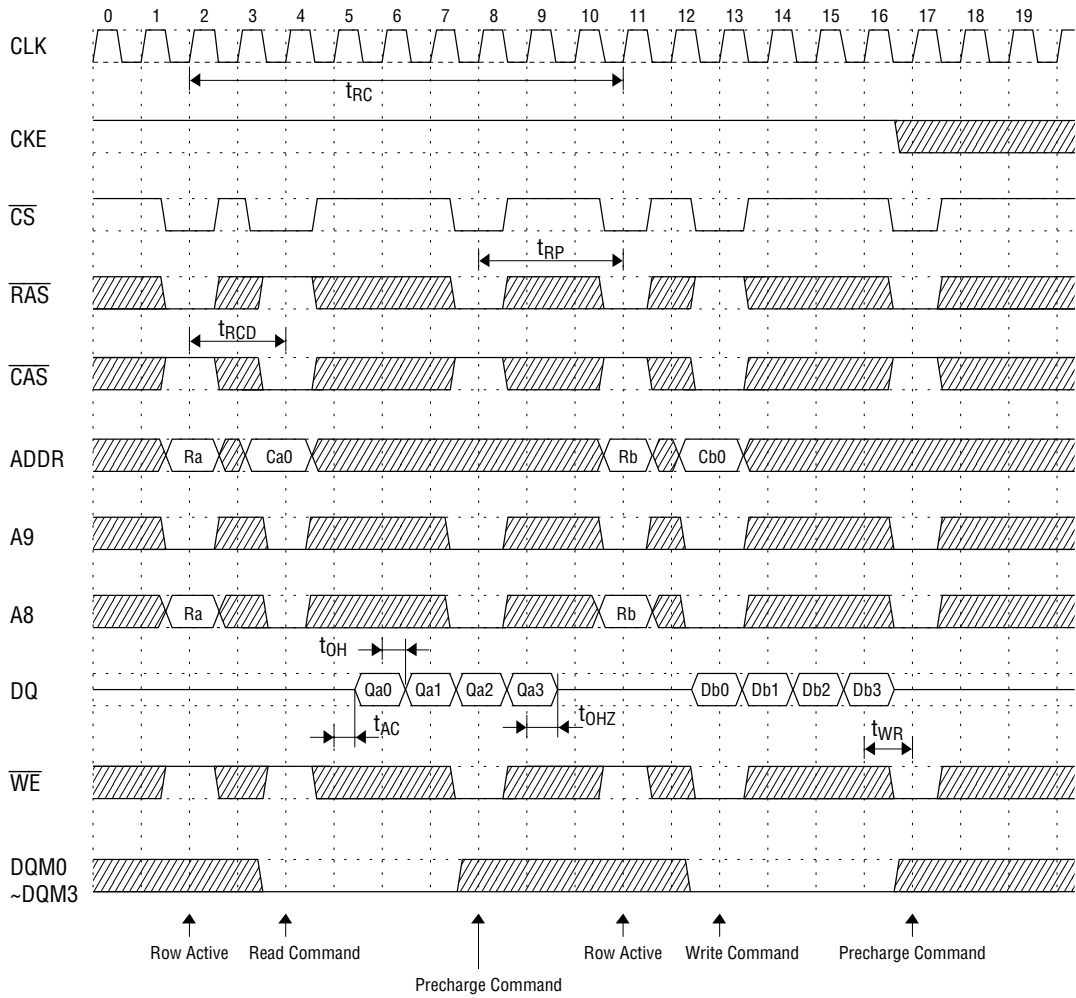 0 1 2 3 4 5 6 7 8 9 10 11 12 13 14 15 16 17 18 19
CLK
tRC
CKE
CS
tRP
RAS
tRCD
CAS
ADDR Ra Ca0 Rb Cb0
A9
A8 Ra Rb
tOH
DQ Qa0 Qa1 Qa2 Qa3 Db0 Db1 Db2 Db3
tAC tOHZ tWR
WE
DQM0
~DQM3
Row Active Read Command Row Active Write Command Precharge Command
Precharge Command